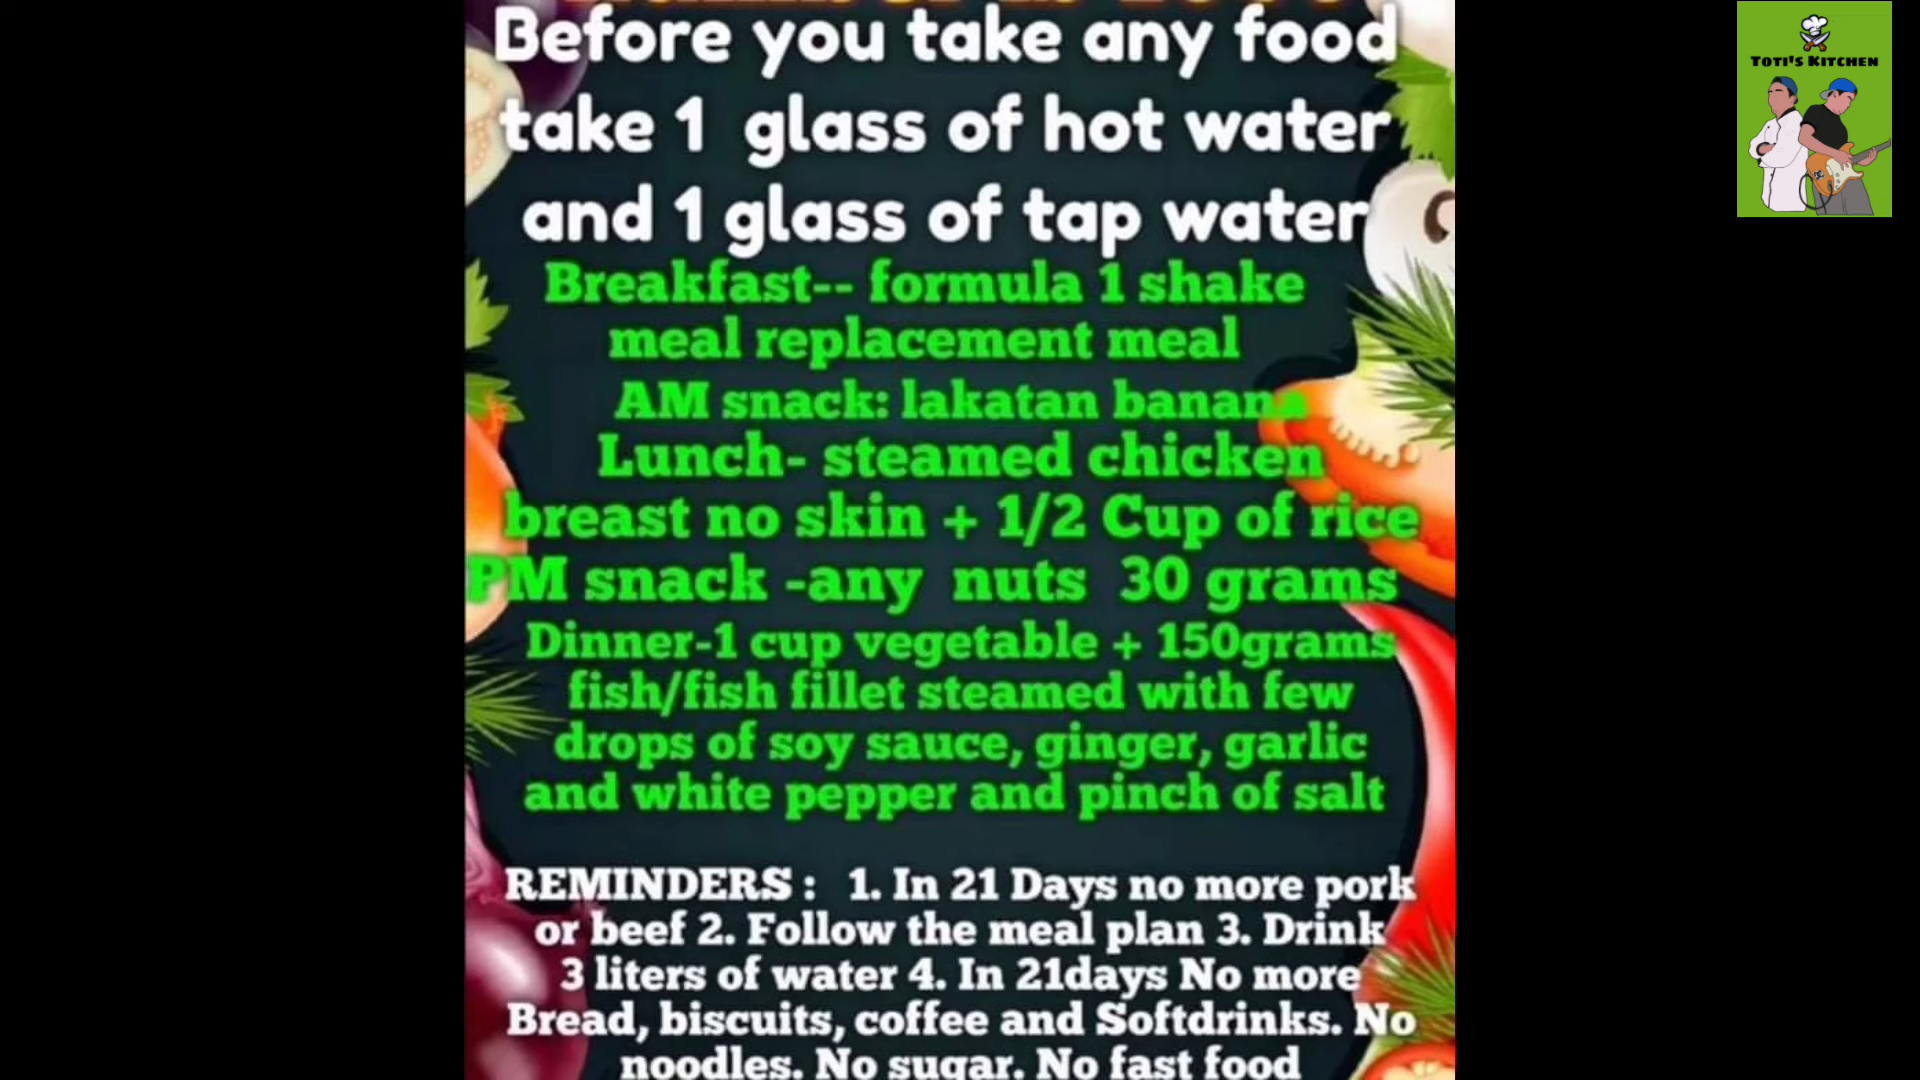 Before you take any food
take 1 glass of hot water
and 1 glass of tap water
Breakfast-- formula 1 shake
meal replacement meal
AM snack: lakatan banana
Lunch- steamed chicken
breast no skin + 1/2 Cup of rice
PM snack -any nuts 30 grams
Dinner-1 cup vegetable + 150grams
fish/fish fillet steamed with few
drops of soy sauce, ginger, garlic
and white pepper and pinch of salt
REMINDERS : 1. In 21 Days no more pork
or beef 2. Follow the meal plan 3. Drink
3 liters of water 4. In 21days No more
Bread, biscuits, coffee and Softdrinks. No
noodles. No sugar. No fast food
Toti's Kitchen